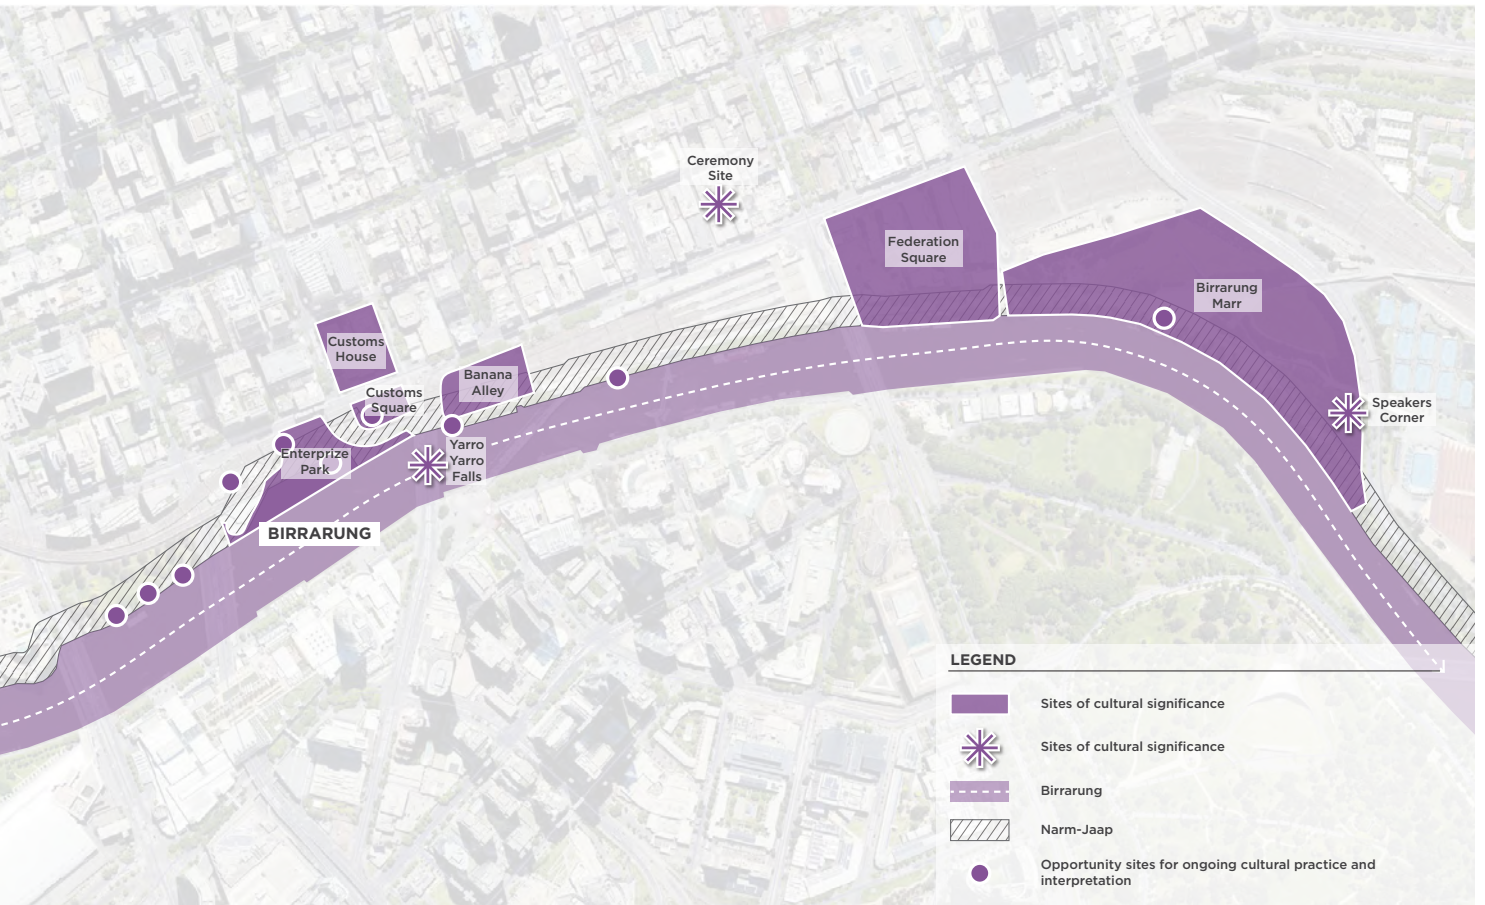 Ceremony
Site
Federation
Square
Birrarung
Marr
Customs
House
Banana
Alley
Customs
Square
Speakers
Corner
Yarro
Yarro
Falls
Enterprize
Park
BIRRARUNG
LEGEND
Sites of cultural significance
Sites of cultural significance
Birrarung
Narm-Jaap
Opportunity sites for ongoing cultural practice and
interpretation